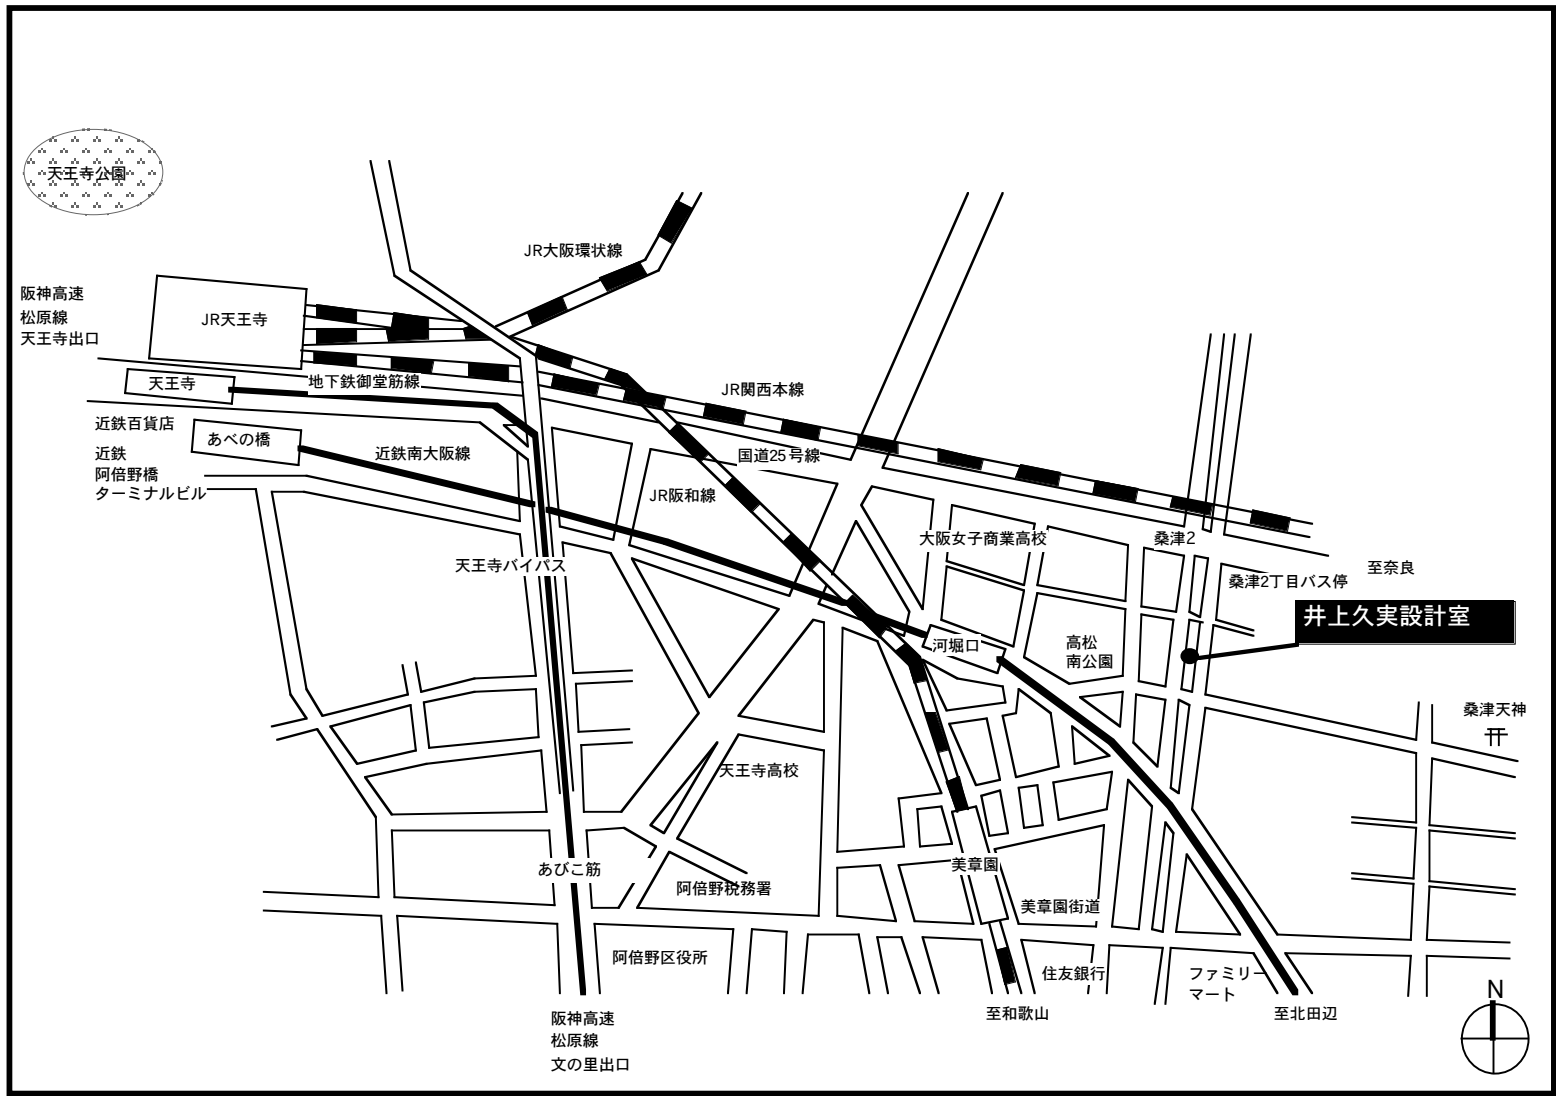 天王寺公園
JR大阪環状線
阪神高速
松原線
天王寺出口
JR天王寺
天王寺
地下鉄御堂筋線
JR関西本線
近鉄百貨店
あべの橋
近鉄
阿倍野橋
ターミナルビル
近鉄南大阪線
国道25号線
JR阪和線
大阪女子商業高校
桑津2
天王寺バイパス
至奈良
桑津2丁目バス停
井上久実設計室
河堀口
高松
南公園
桑津天神
天王寺高校
あびこ筋
美章園
阿倍野税務署
美章園街道
阿倍野区役所
住友銀行
ファミリー
マート
至和歌山
至北田辺
阪神高速
松原線
文の里出口
N